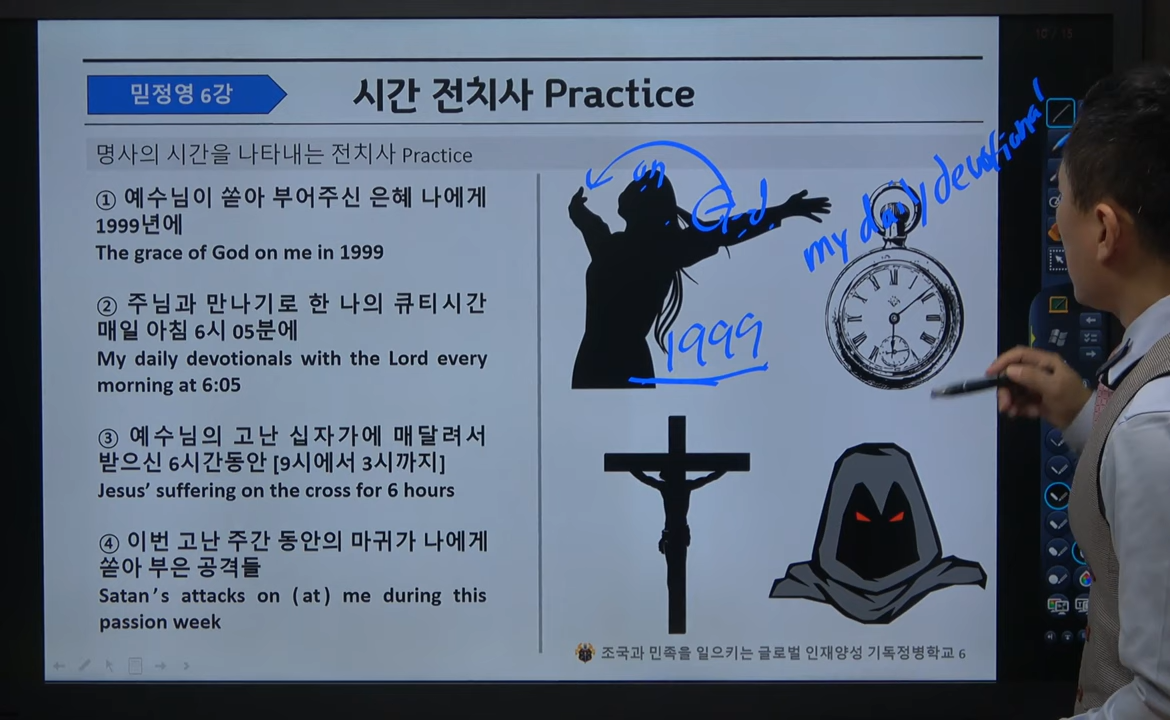 10 / 15
믿정영 6강
시간 전치사 Practice
명사의 시간을 나타내는 전치사 Practice
① 예수님이 쏟아 부어주신 은혜 나에게
1999년에
The grace of God on me in 1999
② 주님과 만나기로 한 나의 큐티시간
매일 아침 6시 05분에
My daily devotionals with the Lord every
morning at 6:05
③ 예수님의 고난 십자가에 매달려서
받으신 6시간동안 [9시에서 3시까지]
Jesus’ suffering on the cross for 6 hours
④ 이번 고난 주간 동안의 마귀가 나에게
쏟아 부은 공격들
Satan’s attacks on (at) me during this
passion week
on
God
1999
my daily devotional
조국과 민족을 일으키는 글로벌 인재양성 기독정병학교 6